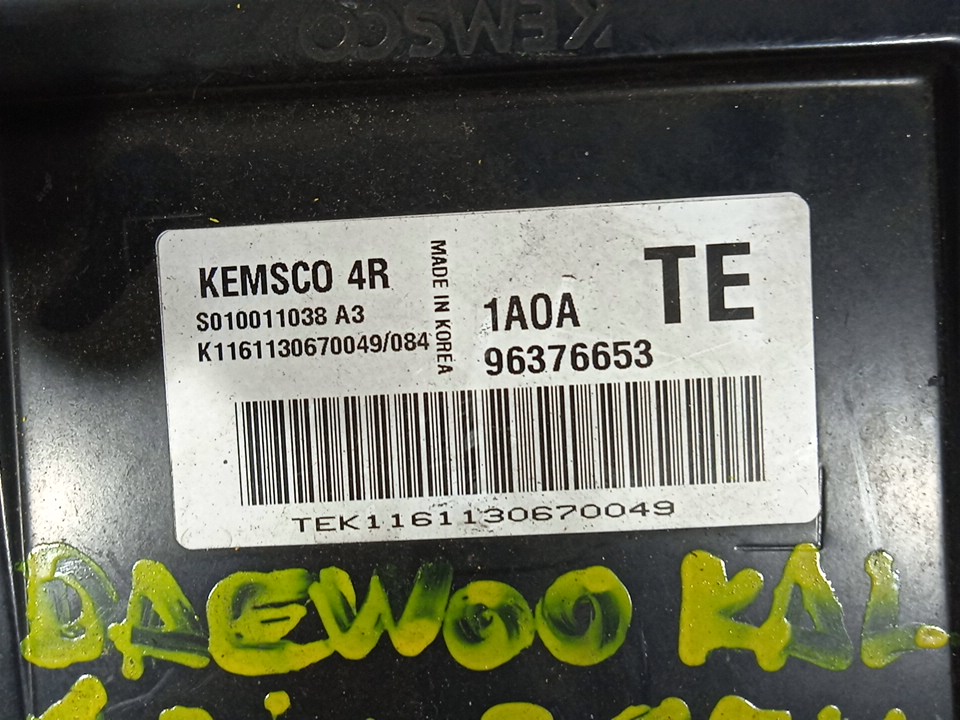 KEMSCO
KEMSCO 4R
S010011038 A3
K1161130670049/084
MADE IN KOREA
1A0A
96376653
TE
TEK1161130670049
DAEWOO KAL